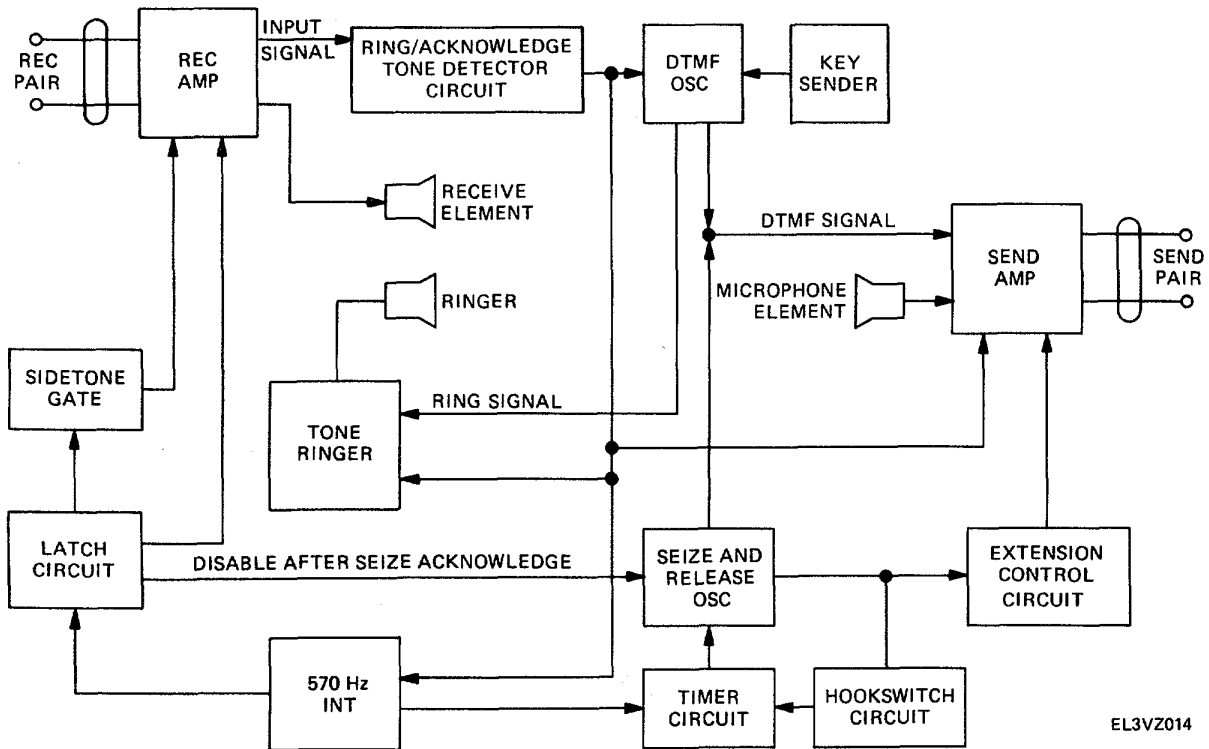 REC
PAIR
REC
AMP
INPUT
SIGNAL
RING/ACKNOWLEDGE
TONE DETECTOR
CIRCUIT
DTMF
OSC
KEY
SENDER
RECEIVE
ELEMENT
DTMF SIGNAL
SEND
AMP
SEND
PAIR
RINGER
MICROPHONE
ELEMENT
SIDETONE
GATE
RING SIGNAL
TONE
RINGER
LATCH
CIRCUIT
DISABLE AFTER SEIZE ACKNOWLEDGE
SEIZE AND
RELEASE
OSC
EXTENSION
CONTROL
CIRCUIT
570 Hz
INT
TIMER
CIRCUIT
HOOKSWITCH
CIRCUIT
EL3VZ014